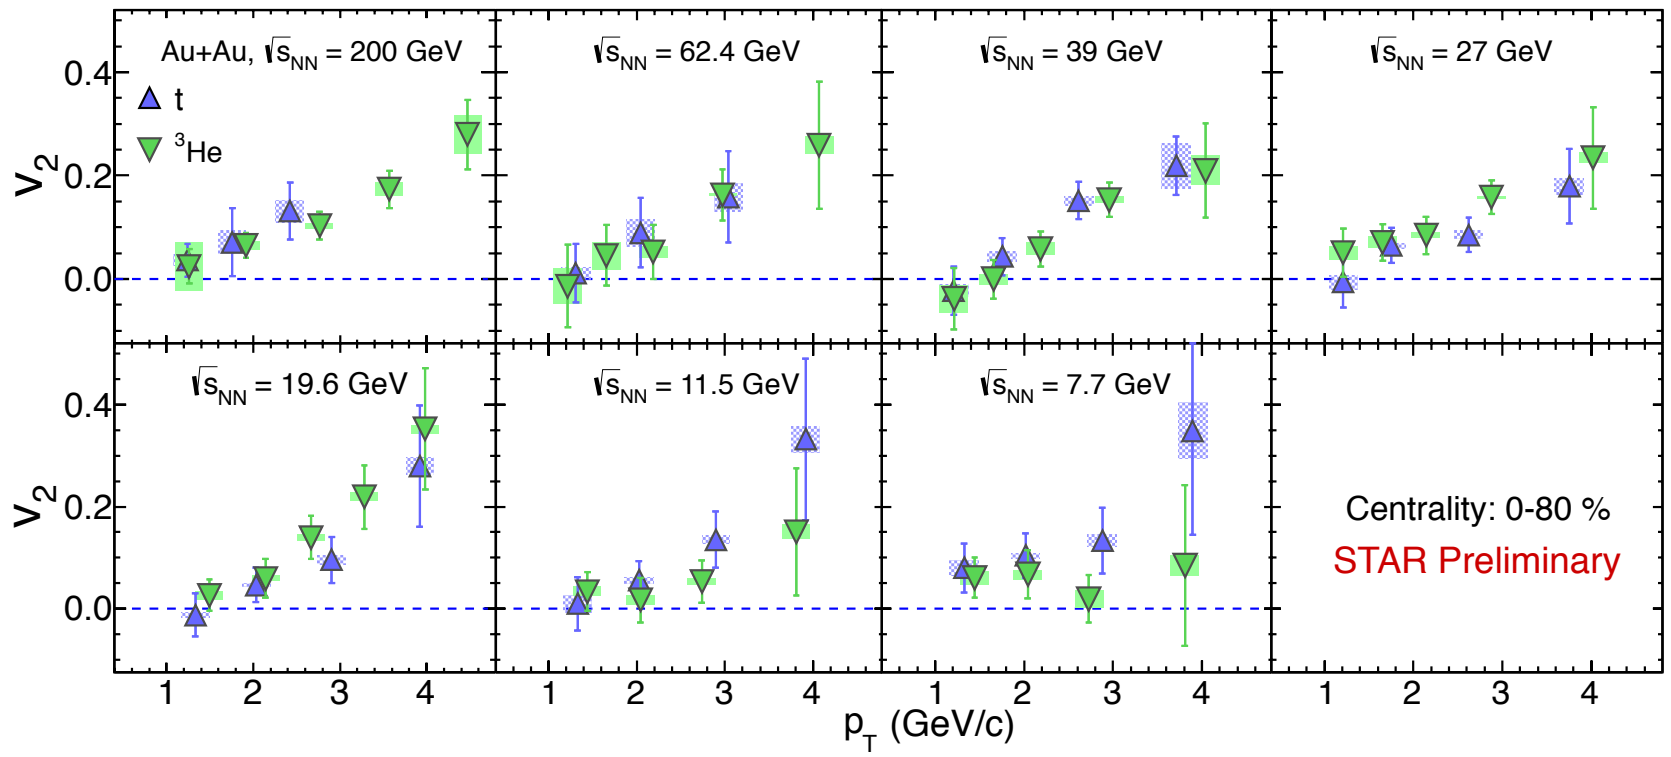 Au+Au, √sNN = 200 GeV
t
³He
√sNN = 62.4 GeV
√sNN = 39 GeV
√sNN = 27 GeV
v2
0.4
0.2
0.0
√sNN = 19.6 GeV
√sNN = 11.5 GeV
√sNN = 7.7 GeV
Centrality: 0-80 %
STAR Preliminary
v2
0.4
0.2
0.0
1 2 3 4 1 2 3 4 1 2 3 4 1 2 3 4
pT (GeV/c)